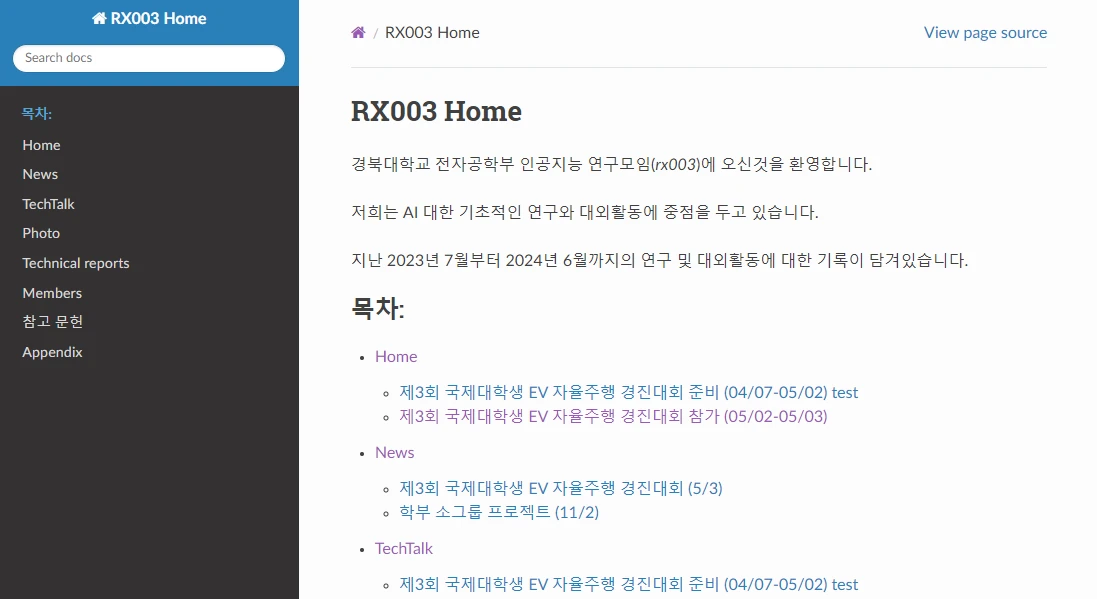 RX003 Home
Search docs
목차:
Home
News
TechTalk
Photo
Technical reports
Members
참고 문헌
Appendix
/ RX003 Home
View page source
RX003 Home
경북대학교 전자공학부 인공지능 연구모임(rx003)에 오신것을 환영합니다.
저희는 AI 대한 기초적인 연구와 대외활동에 중점을 두고 있습니다.
지난 2023년 7월부터 2024년 6월까지의 연구 및 대외활동에 대한 기록이 담겨있습니다.
목차:
Home
제3회 국제대학생 EV 자율주행 경진대회 준비 (04/07-05/02) test
제3회 국제대학생 EV 자율주행 경진대회 참가 (05/02-05/03)
News
제3회 국제대학생 EV 자율주행 경진대회 (5/3)
학부 소그룹 프로젝트 (11/2)
TechTalk
제3회 국제대학생 EV 자율주행 경진대회 준비 (04/07-05/02) test